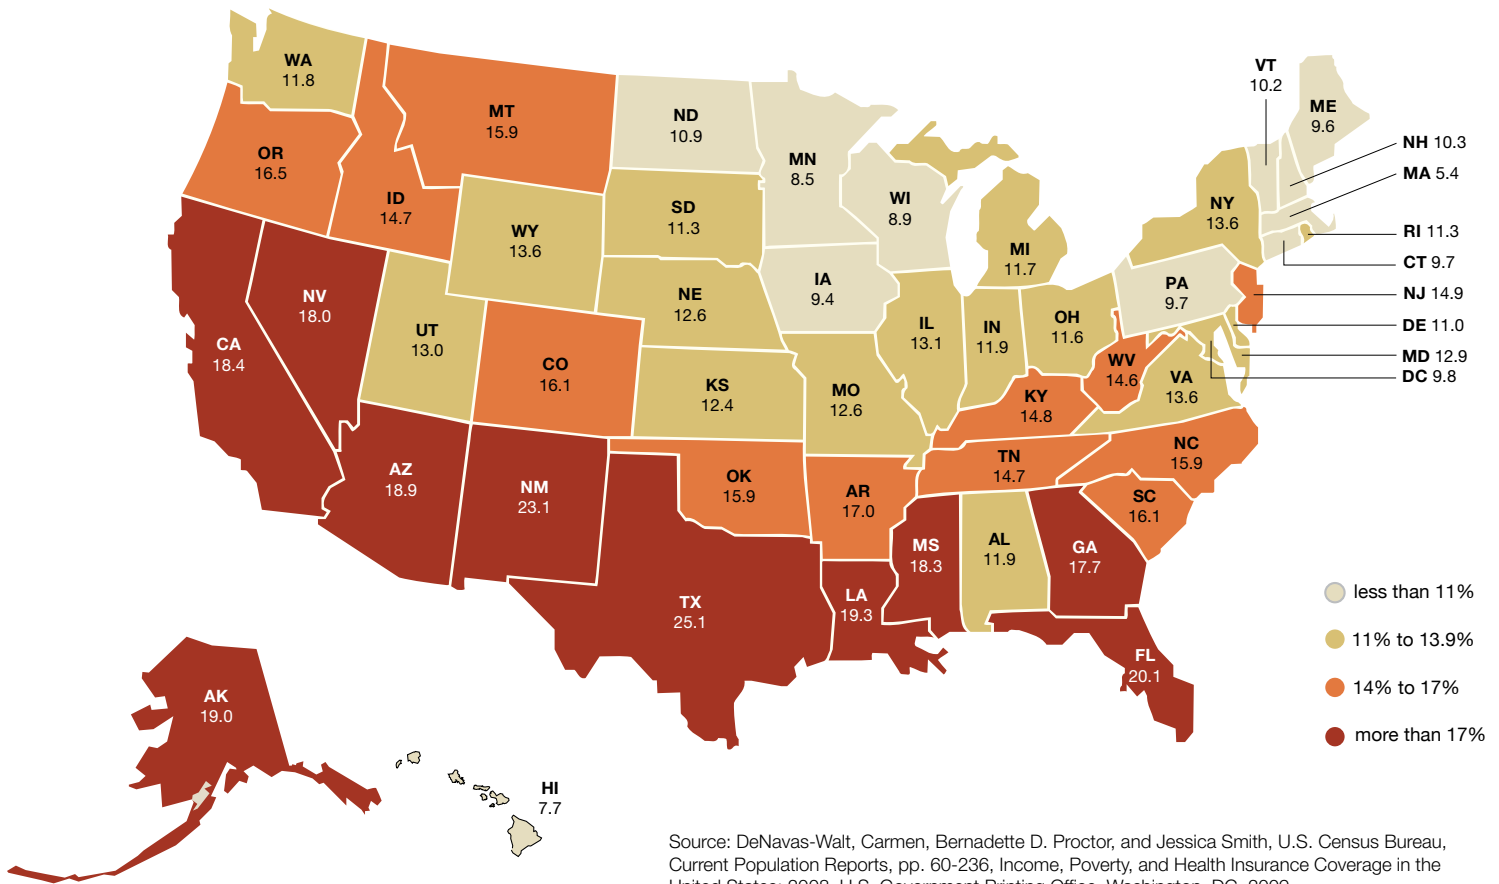 WA
11.8
OR
16.5
ID
14.7
MT
15.9
ND
10.9
MN
8.5
WI
8.9
SD
11.3
WY
13.6
NV
18.0
CA
18.4
UT
13.0
CO
16.1
NE
12.6
IA
9.4
KS
12.4
MO
12.6
IL
13.1
IN
11.9
OH
11.6
MI
11.7
PA
9.7
NY
13.6
VT
10.2
ME
9.6
NH 10.3
MA 5.4
RI 11.3
CT 9.7
NJ 14.9
DE 11.0
MD 12.9
DC 9.8
WV
14.6
VA
13.6
KY
14.8
TN
14.7
NC
15.9
SC
16.1
AZ
18.9
NM
23.1
OK
15.9
AR
17.0
TX
25.1
LA
19.3
MS
18.3
AL
11.9
GA
17.7
FL
20.1
AK
19.0
HI
7.7
less than 11%
11% to 13.9%
14% to 17%
more than 17%
Source: DeNavas-Walt, Carmen, Bernadette D. Proctor, and Jessica Smith, U.S. Census Bureau,
Current Population Reports, pp. 60-236, Income, Poverty, and Health Insurance Coverage in the
United States: 2008, U.S. Government Printing Office, Washington, DC, 2009